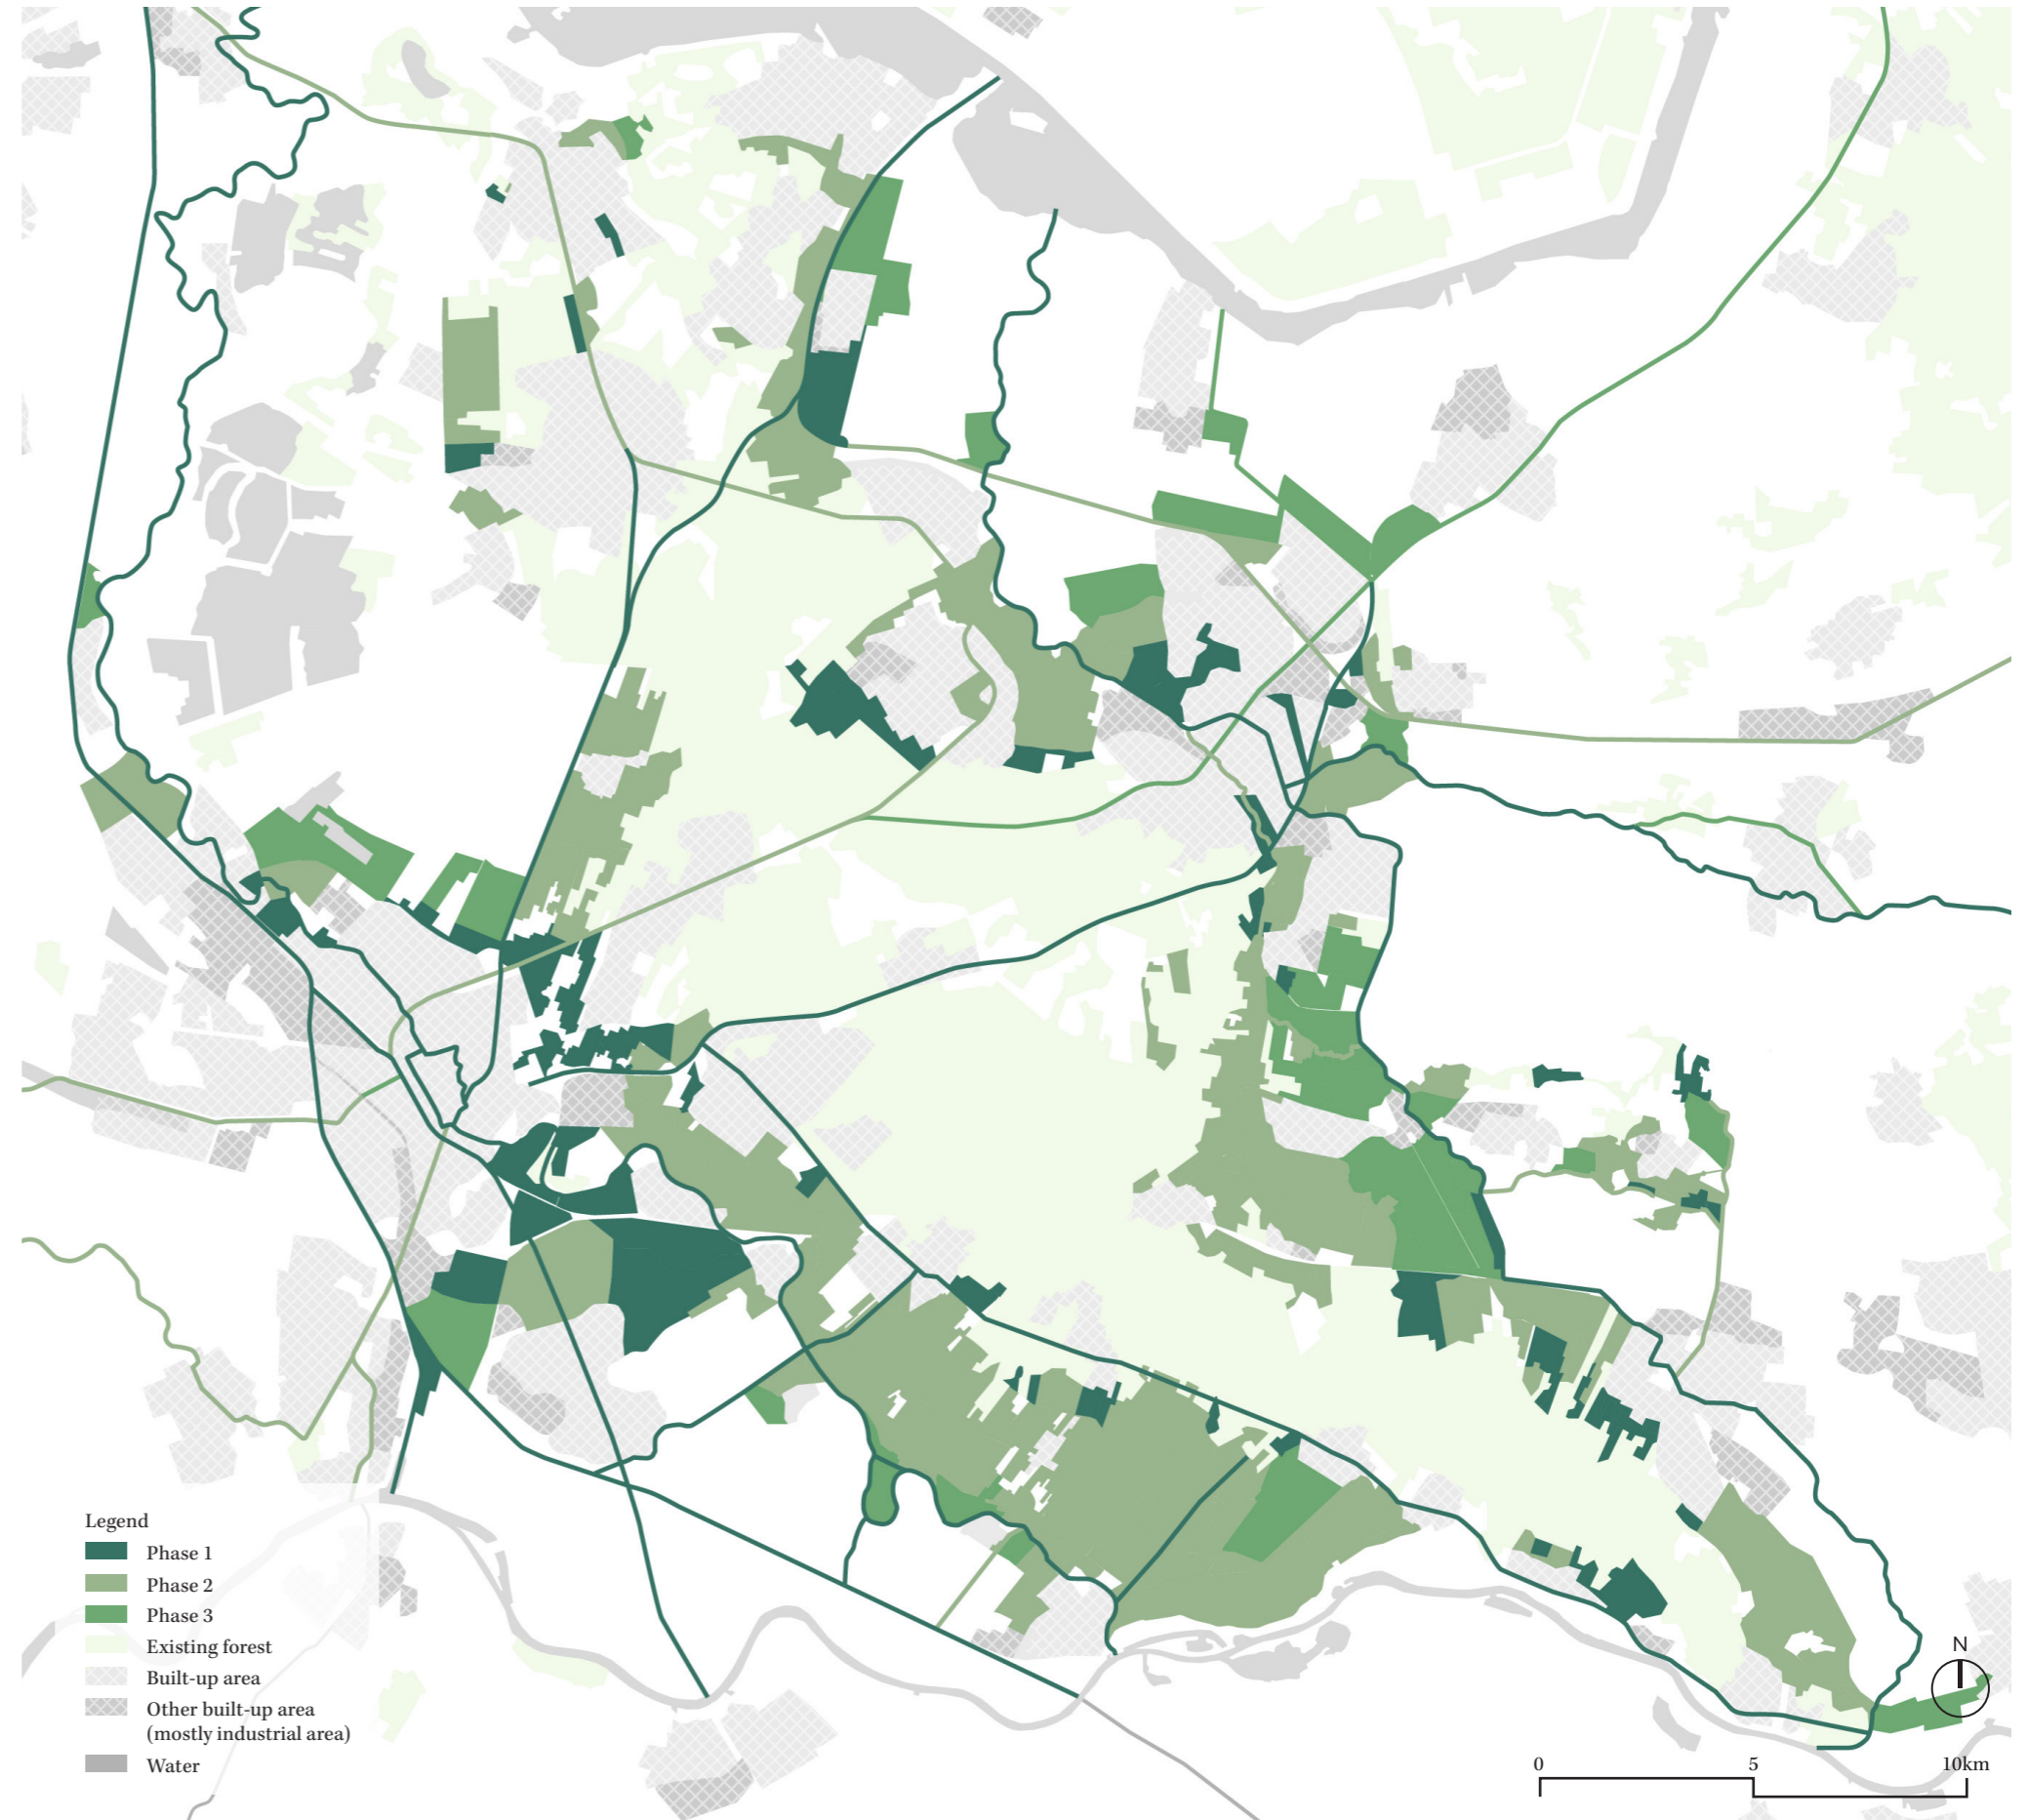 N
Legend
Phase 1
Phase 2
Phase 3
Existing forest
Built-up area
Other built-up area
(mostly industrial area)
Water
0 5 10km